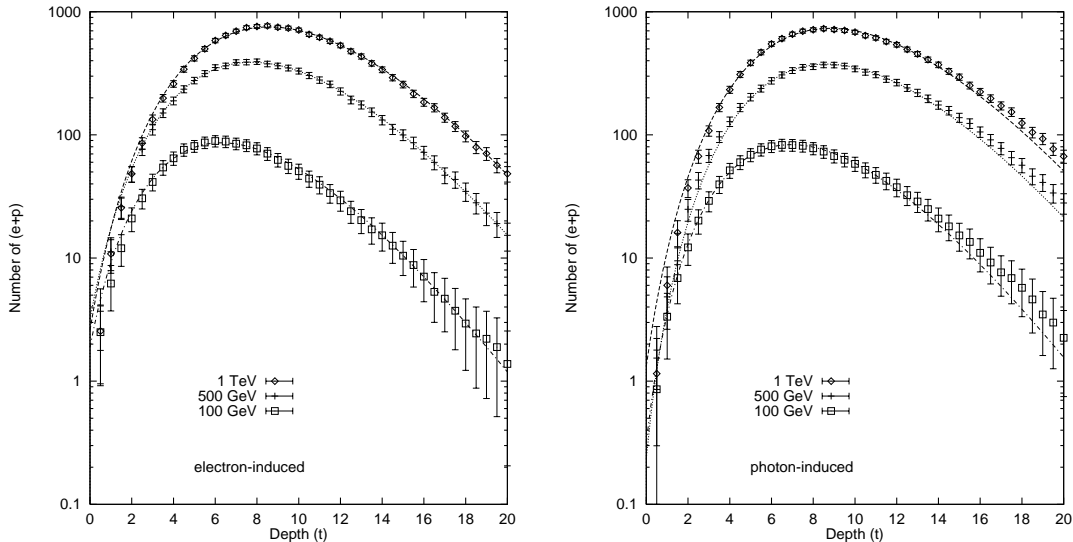 1000
100
10
1
0.1
Number of (e+p)
1 TeV
500 GeV
100 GeV
electron-induced
0 2 4 6 8 10 12 14 16 18 20
Depth (t)
1000
100
10
1
0.1
Number of (e+p)
1 TeV
500 GeV
100 GeV
photon-induced
0 2 4 6 8 10 12 14 16 18 20
Depth (t)